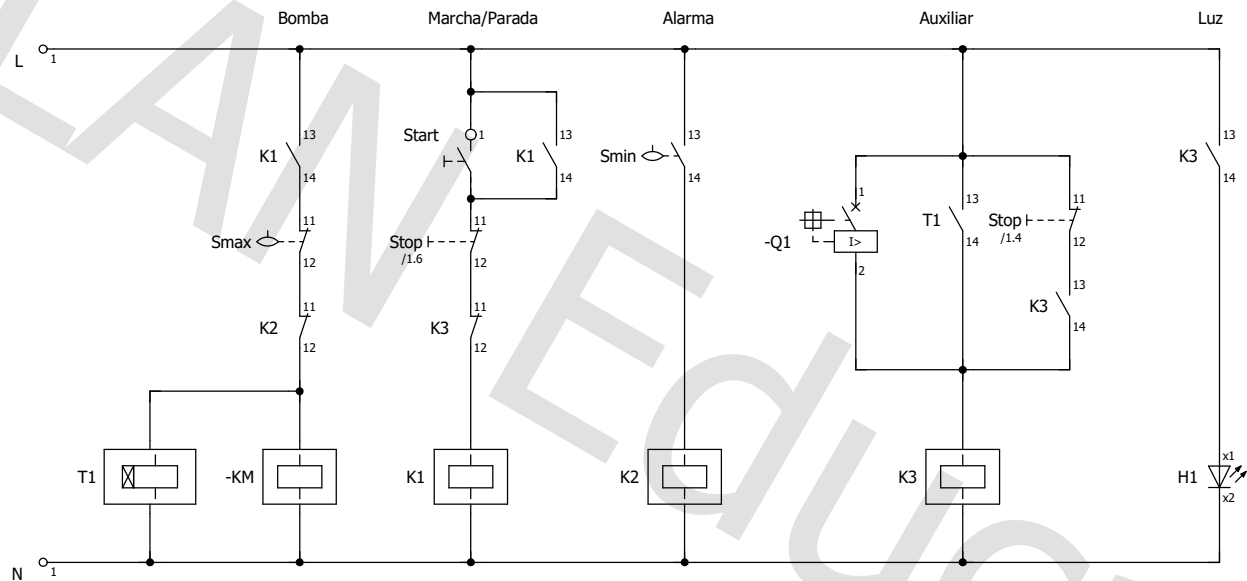 Bomba Marcha/Parada Alarma Auxiliar Luz
L 1
Start 1 13 K1 14
K1 13 14
Smin 13 14
K3 13 14
Smax 11 12
Stop /1.6 11 12
-Q1 1 I> 2
T1 13 14
Stop /1.4 11 12
K2 11 12
K3 11 12
K3 13 14
T1 -KM K1 K2 K3 H1 x1 x2
N 1
LAN Educ